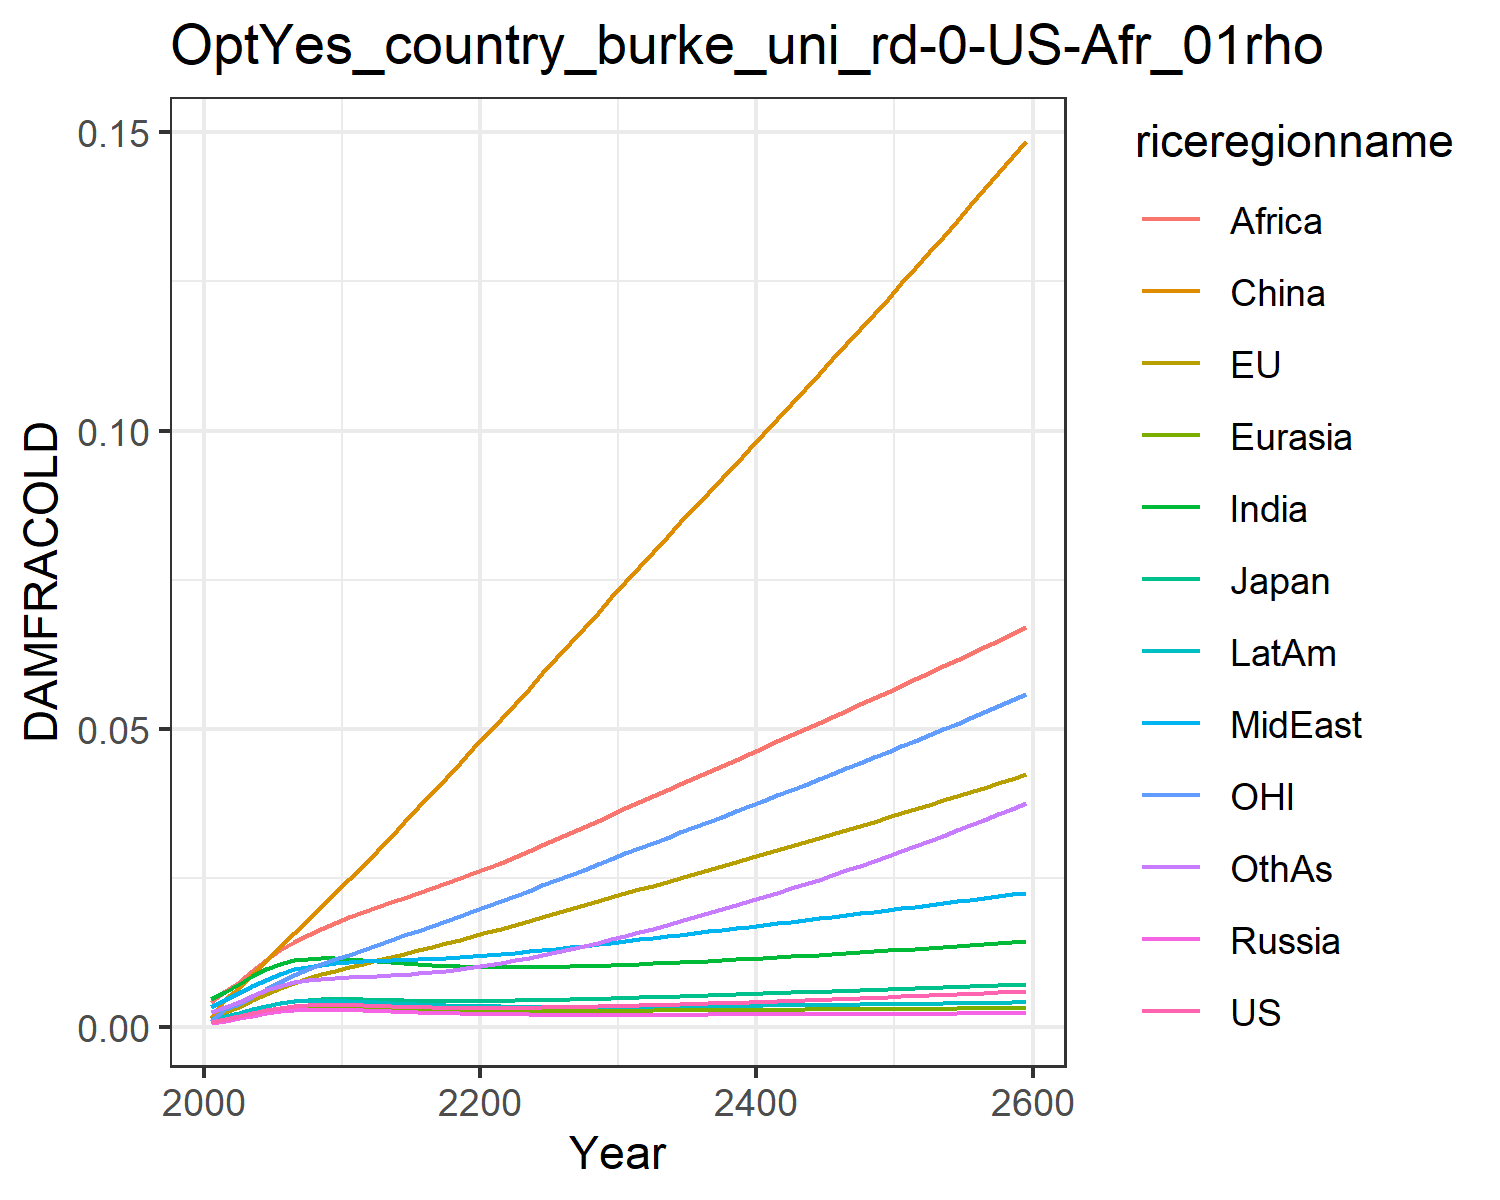 OptYes_country_burke_uni_rd-0-US-Afr_01rho
DAMFRACOLD
0.15
0.10
0.05
0.00
2000 2200 2400 2600
Year
riceregionname
Africa
China
EU
Eurasia
India
Japan
LatAm
MidEast
OHI
OthAs
Russia
US